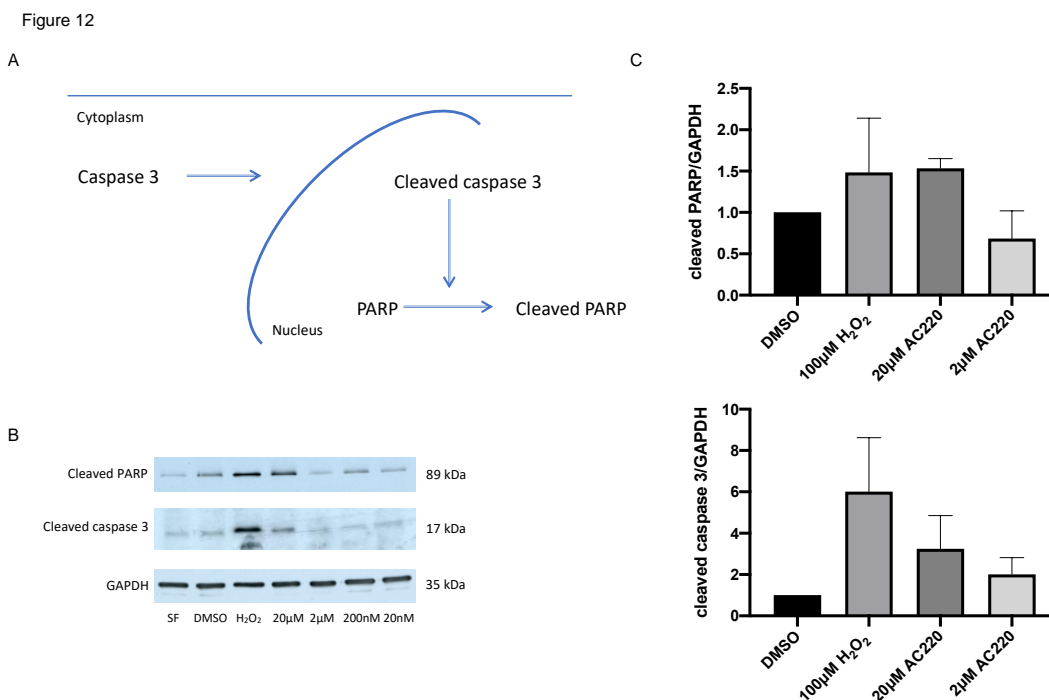 Figure 12
A
Cytoplasm
Caspase 3
Cleaved caspase 3
PARP
Cleaved PARP
Nucleus
B
Cleaved PARP
89 kDa
Cleaved caspase 3
17 kDa
GAPDH
35 kDa
SF DMSO H₂O₂ 20µM 2µM 200nM 20nM
C
cleaved PARP/GAPDH
2.5
2.0
1.5
1.0
0.5
0.0
DMSO
100µM H₂O₂
20µM AC220
2µM AC220
cleaved caspase 3/GAPDH
10
8
6
4
2
0
DMSO
100µM H₂O₂
20µM AC220
2µM AC220